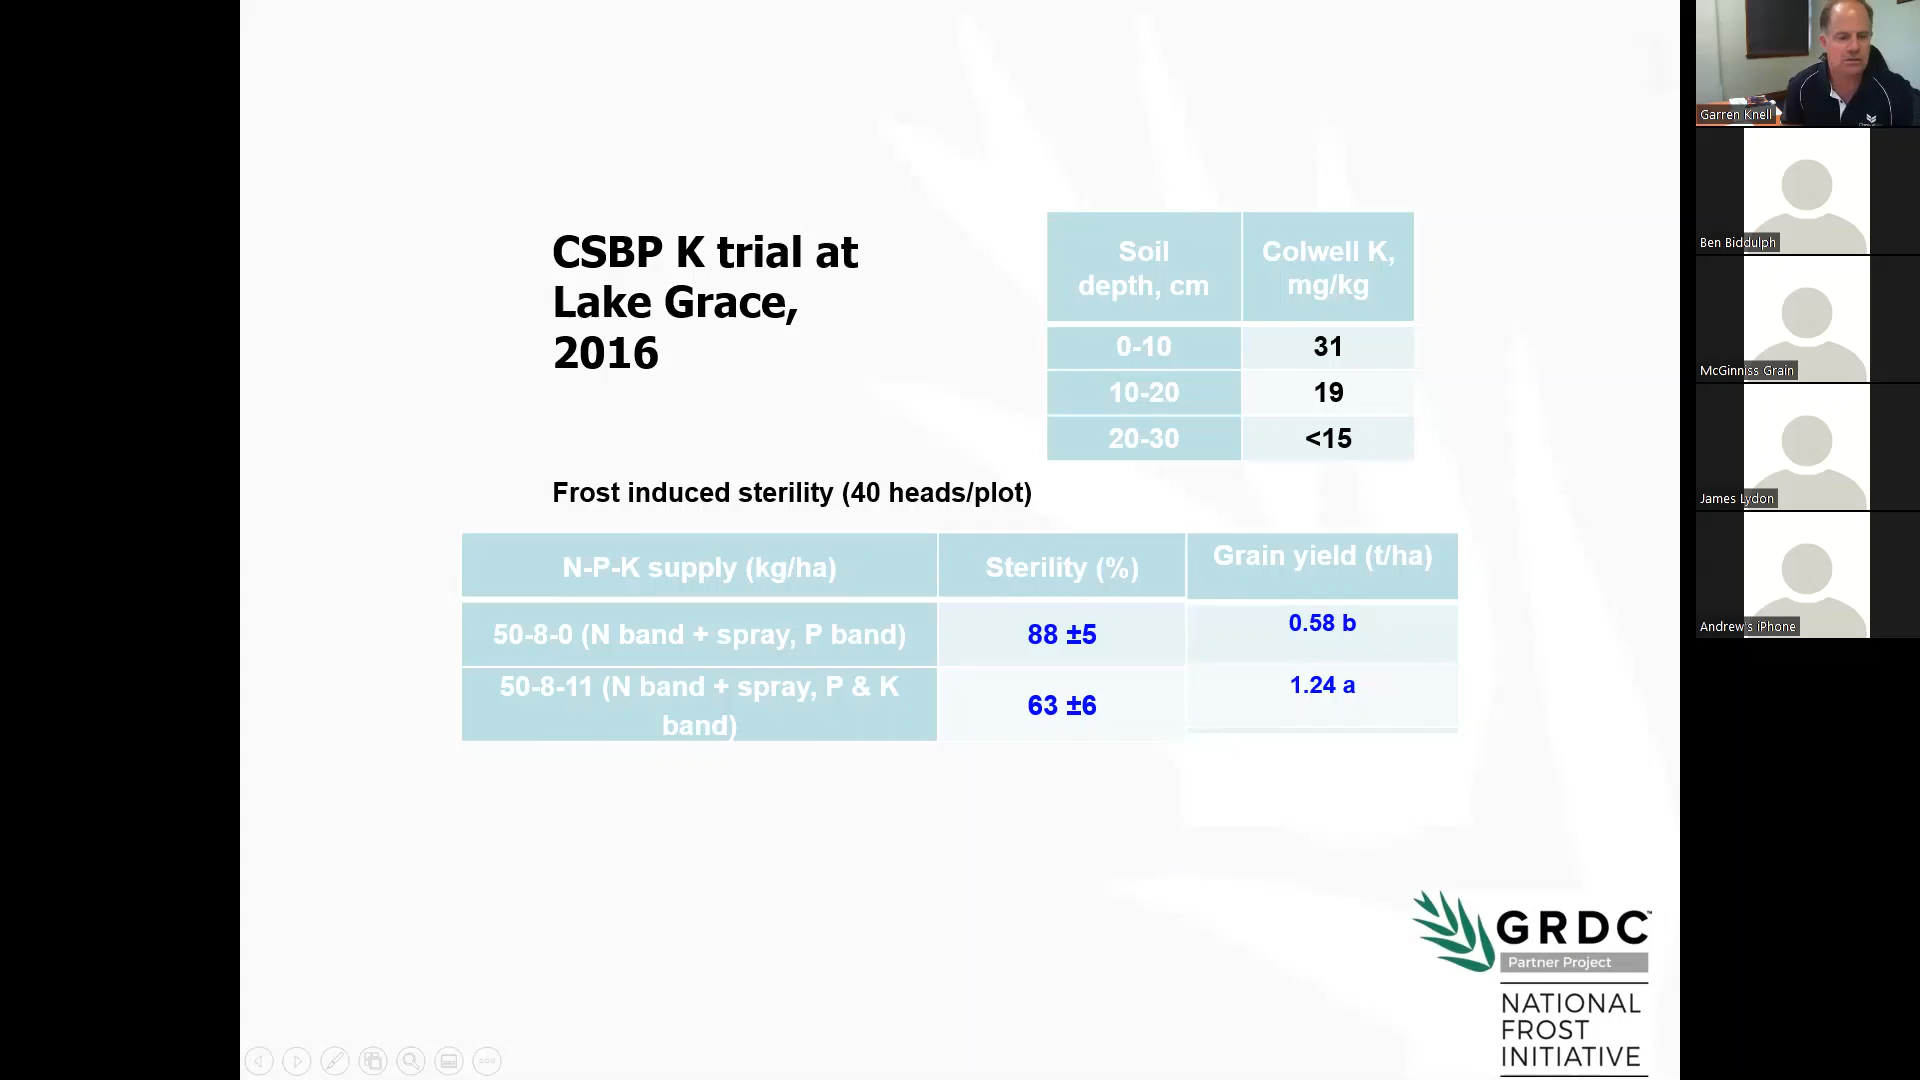 CSBP K trial at
Lake Grace,
2016
Soil
depth, cm
Colwell K,
mg/kg
0-10
31
10-20
19
20-30
<15
Frost induced sterility (40 heads/plot)
N-P-K supply (kg/ha)
Sterility (%)
Grain yield (t/ha)
50-8-0 (N band + spray, P band)
88 ±5
0.58 b
50-8-11 (N band + spray, P & K
band)
63 ±6
1.24 a
GRDC™
Partner Project
NATIONAL
FROST
INITIATIVE
Garren Knell
Ben Biddulph
McGinniss Grain
James Lydon
Andrew's iPhone